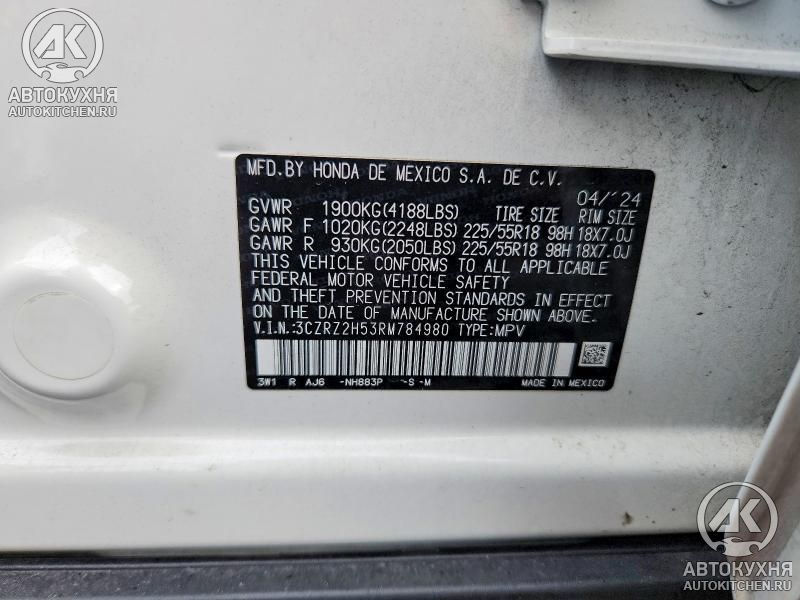 АК
АВТОКУХНЯ
AUTOKITCHEN.RU
MFD.BY HONDA DE MEXICO S.A. DE C.V.
04/'24
GVWR 1900KG(4188LBS) TIRE SIZE RIM SIZE
GAWR F 1020KG(2248LBS) 225/55R18 98H 18X7.0J
GAWR R 930KG(2050LBS) 225/55R18 98H 18X7.0J
THIS VEHICLE CONFORMS TO ALL APPLICABLE
FEDERAL MOTOR VEHICLE SAFETY
AND THEFT PREVENTION STANDARDS IN EFFECT
ON THE DATE OF MANUFACTURE SHOWN ABOVE.
V.I.N.:3CZRZ2H53RM784980 TYPE:MPV
3W1 R AJ6 -NH883P -S -M MADE IN MEXICO
АК
АВТОКУХНЯ
AUTOKITCHEN.RU